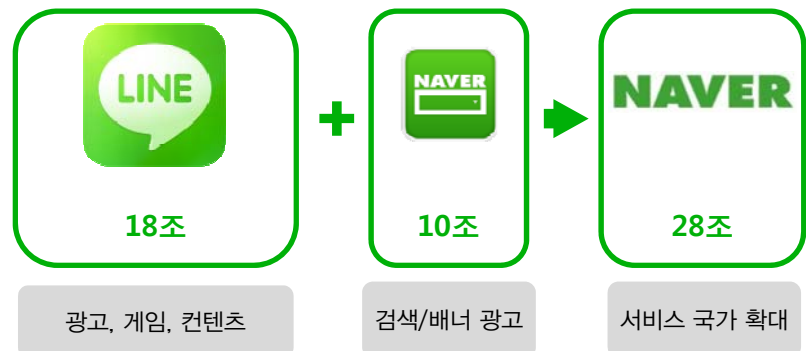 LINE
NAVER
NAVER
18조
10조
28조
광고, 게임, 컨텐츠
검색/배너 광고
서비스 국가 확대